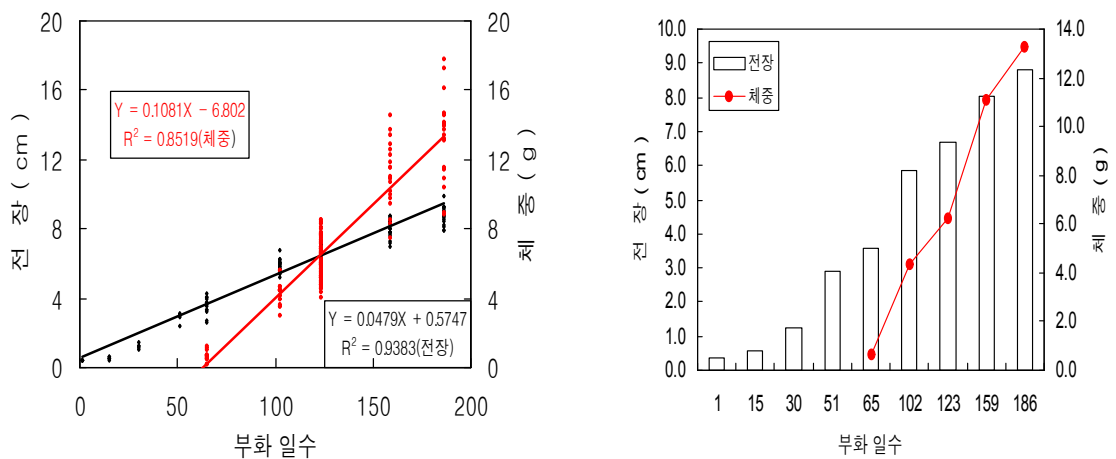 20
16
12
8
4
0
전 장 ( cm )
Y = 0.1081X - 6.802
R² = 0.8519(체중)
Y = 0.0479X + 0.5747
R² = 0.9383(전장)
20
16
12
8
4
0
체 중 ( g )
0 50 100 150 200
부화 일수
10.0
9.0
8.0
7.0
6.0
5.0
4.0
3.0
2.0
1.0
0.0
전 장 ( cm )
전장
체중
14.0
12.0
10.0
8.0
6.0
4.0
2.0
0.0
체 중 ( g )
1 15 30 51 65 102 123 159 186
부화 일수